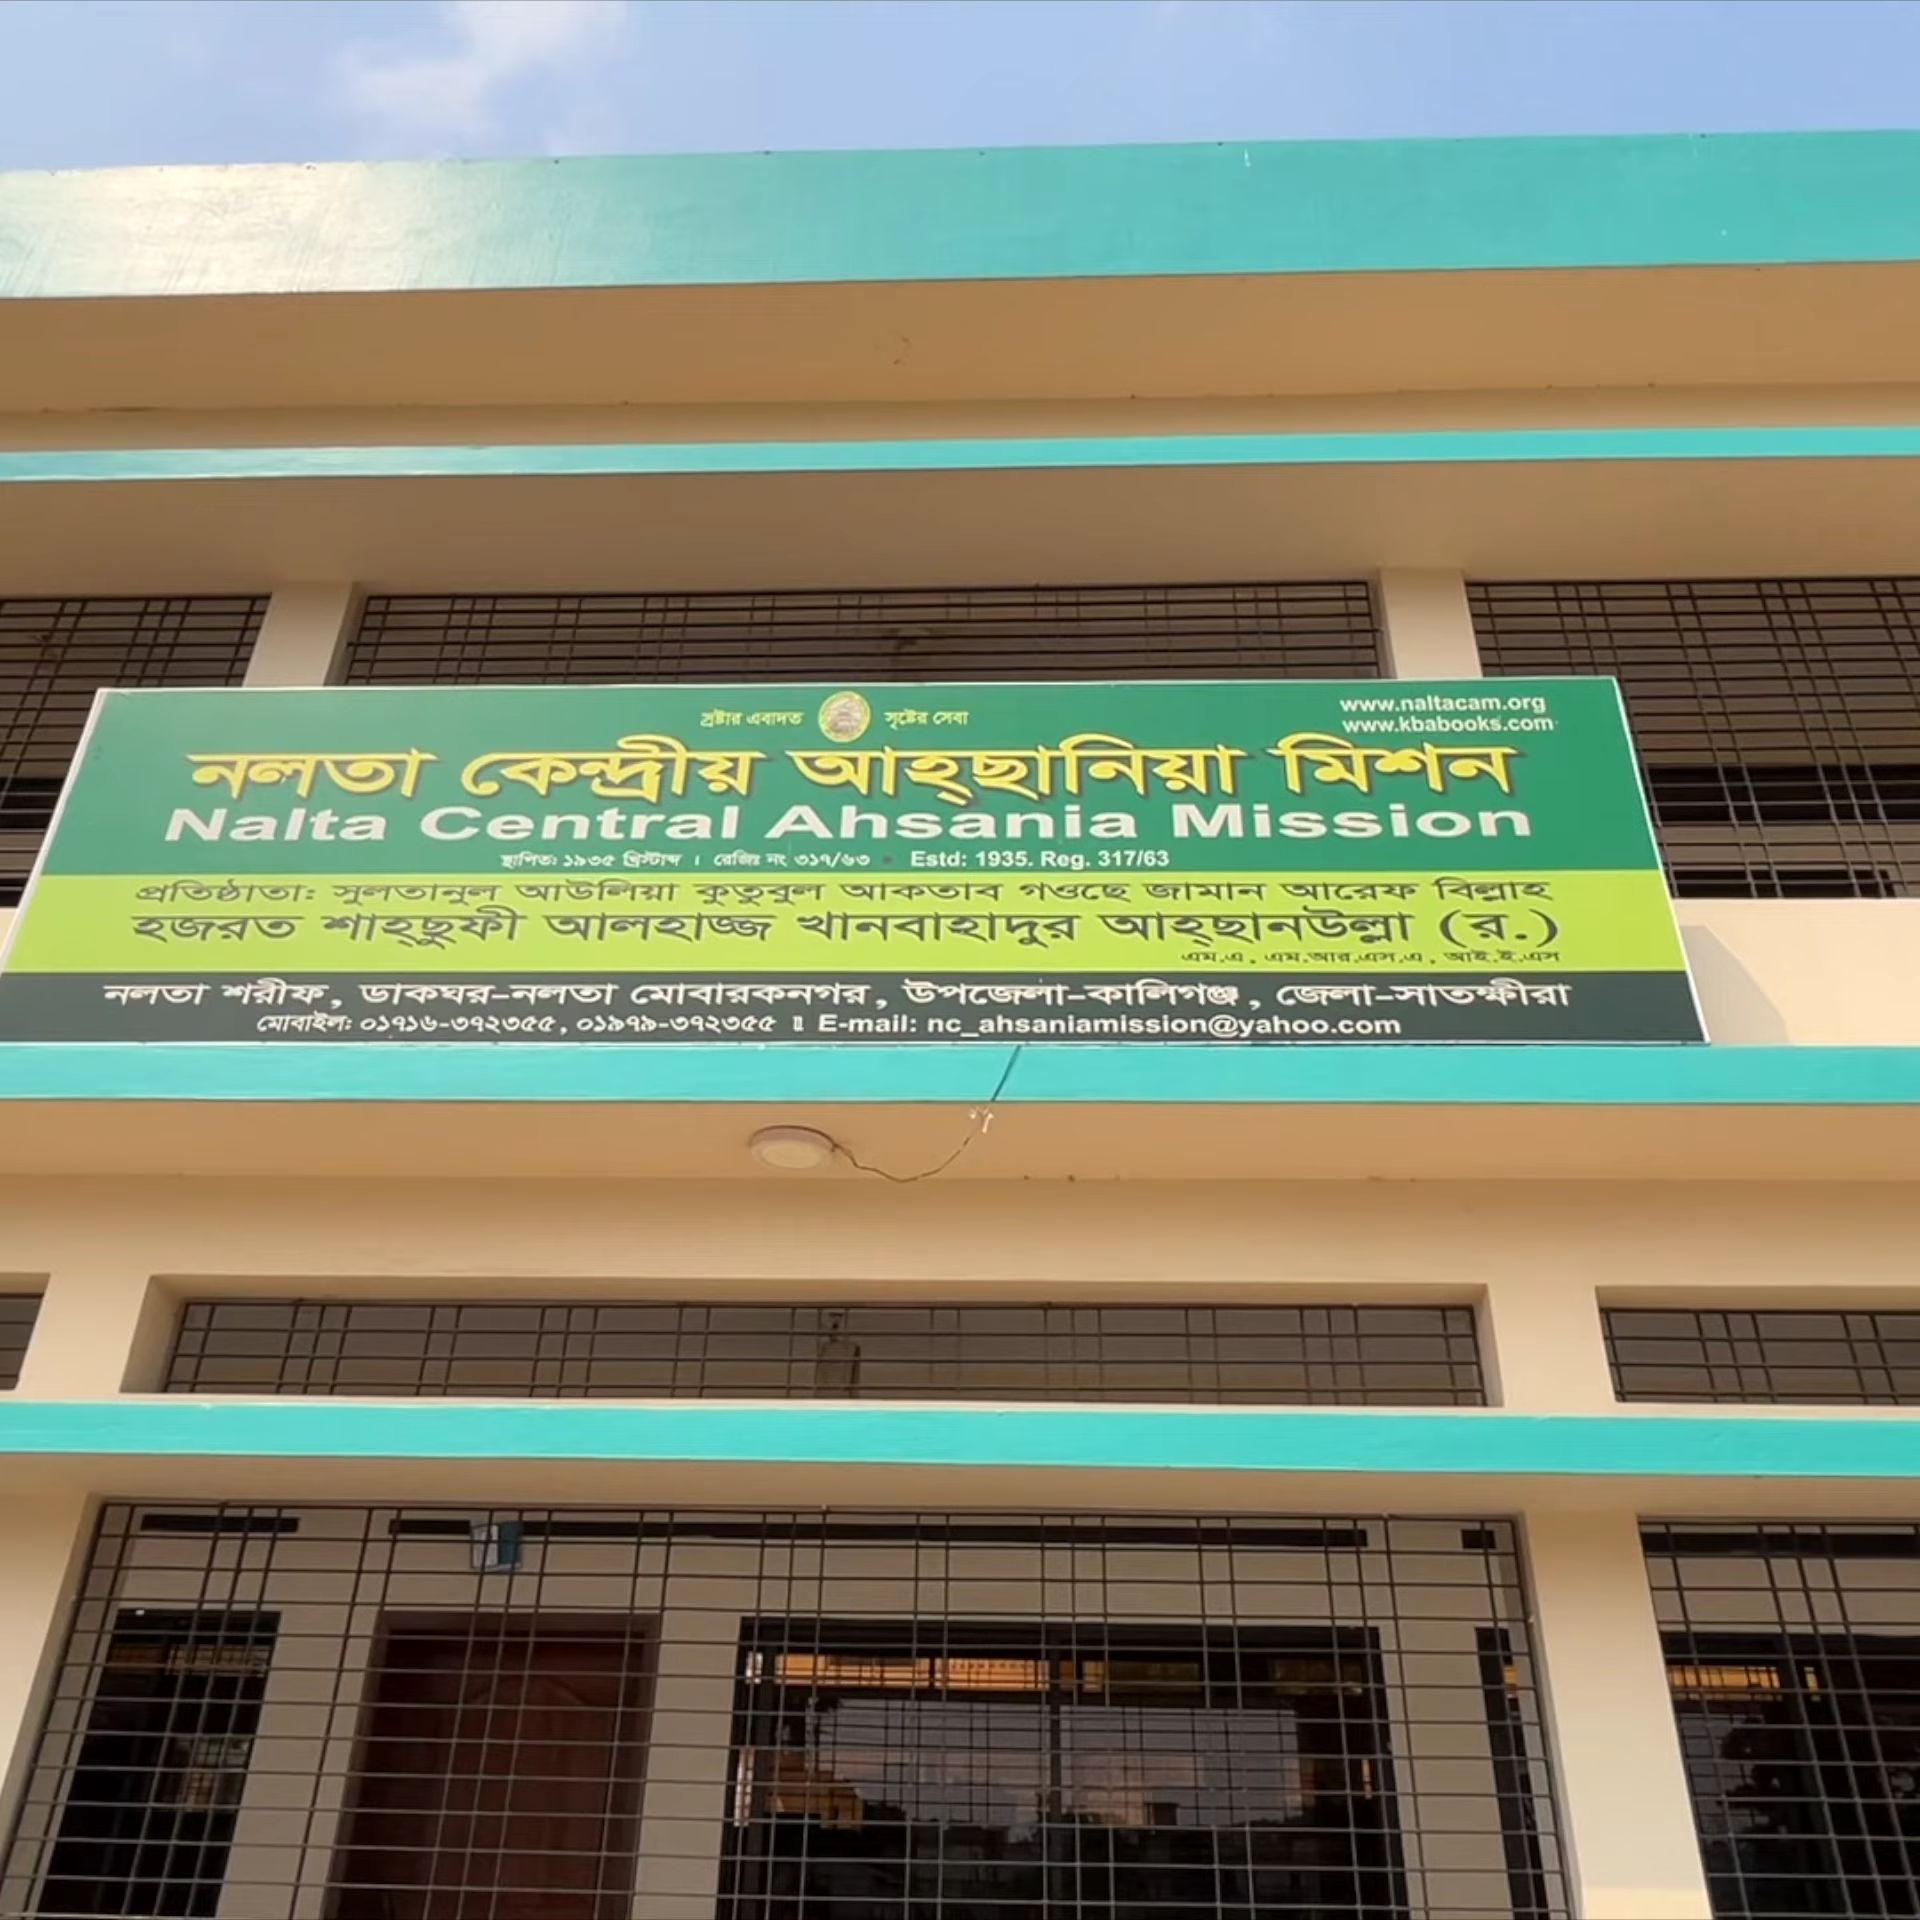 স্রষ্টার এবাদত সৃষ্টের সেবা
www.naltacam.org
www.kbabooks.com
নলতা কেন্দ্রীয় আহ্ছানিয়া মিশন
Nalta Central Ahsania Mission
স্থাপিত: ১৯৩৫ খ্রিস্টাব্দ । রেজিঃ নং ৩১৭/৬৩ Estd: 1935. Reg. 317/63
প্রতিষ্ঠাতা: সুলতানুল আউলিয়া কুতুবুল আকতাব গওছে জামান আরেফ বিল্লাহ
হজরত শাহ্ছুফী আলহাজ্জ খানবাহাদুর আহ্ছানউল্লা (র.)
এম.এ, এম.আর.এস.এ, আই.ই.এস
নলতা শরীফ, ডাকঘর-নলতা মোবারকনগর, উপজেলা-কালিগঞ্জ, জেলা-সাতক্ষীরা
মোবাইল: ০১৭১৬-৩৭২৩৫৫, ০১৯৭৯-৩৭২৩৫৫ ॥ E-mail: nc_ahsaniamission@yahoo.com